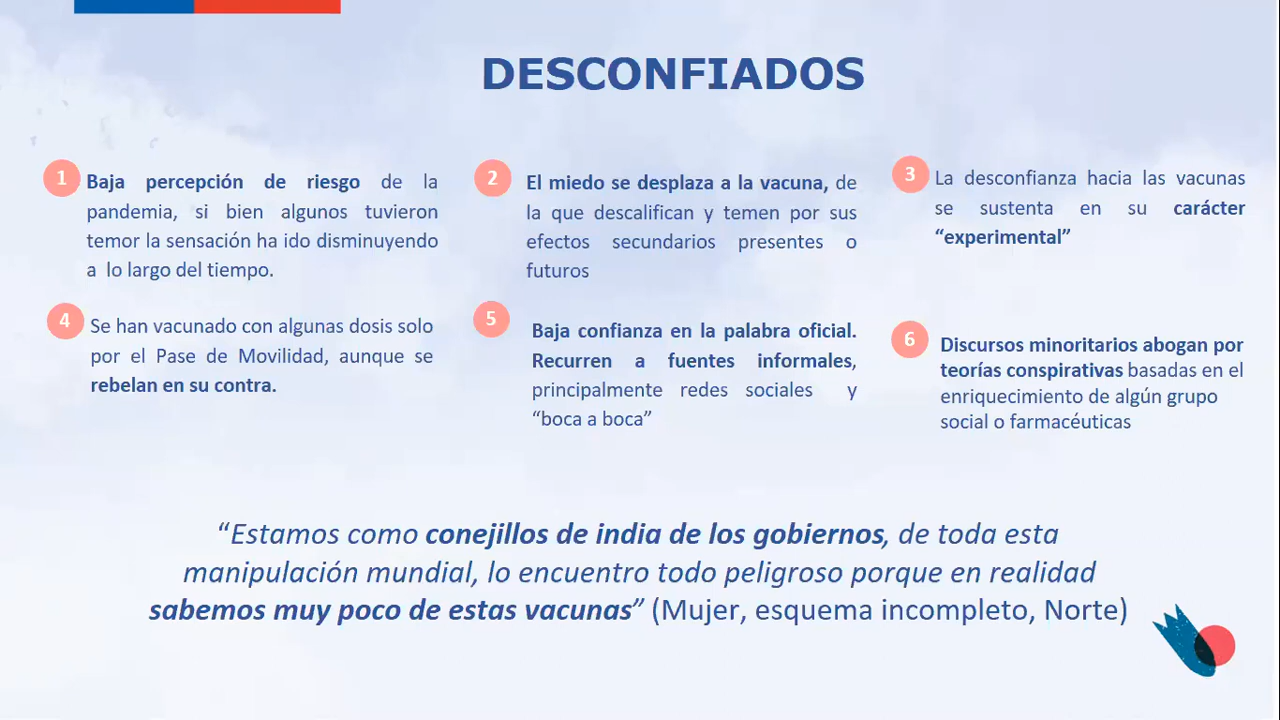 DESCONFIADOS
1
Baja percepción de riesgo de la
pandemia, si bien algunos tuvieron
temor la sensación ha ido disminuyendo
a lo largo del tiempo.
2
El miedo se desplaza a la vacuna, de
la que descalifican y temen por sus
efectos secundarios presentes o
futuros
3
La desconfianza hacia las vacunas
se sustenta en su carácter
“experimental”
4
Se han vacunado con algunas dosis solo
por el Pase de Movilidad, aunque se
rebelan en su contra.
5
Baja confianza en la palabra oficial.
Recurren a fuentes informales,
principalmente redes sociales y
“boca a boca”
6
Discursos minoritarios abogan por
teorías conspirativas basadas en el
enriquecimiento de algún grupo
social o farmacéuticas
“Estamos como conejillos de india de los gobiernos, de toda esta
manipulación mundial, lo encuentro todo peligroso porque en realidad
sabemos muy poco de estas vacunas” (Mujer, esquema incompleto, Norte)